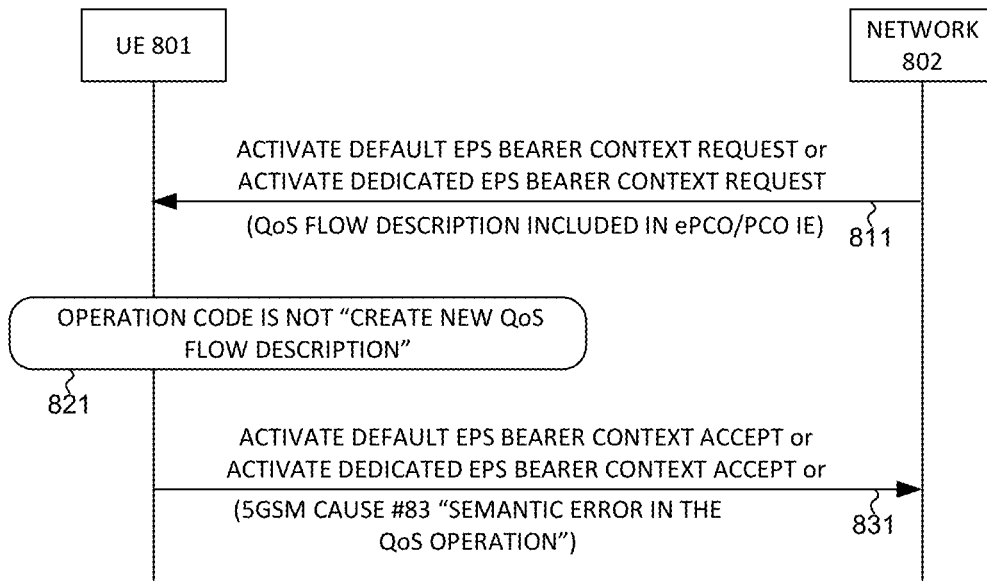 UE 801
NETWORK
802
ACTIVATE DEFAULT EPS BEARER CONTEXT REQUEST or
ACTIVATE DEDICATED EPS BEARER CONTEXT REQUEST
(QoS FLOW DESCRIPTION INCLUDED IN ePCO/PCO IE)
811
OPERATION CODE IS NOT “CREATE NEW QoS
FLOW DESCRIPTION”
821
ACTIVATE DEFAULT EPS BEARER CONTEXT ACCEPT or
ACTIVATE DEDICATED EPS BEARER CONTEXT ACCEPT or
(5GSM CAUSE #83 “SEMANTIC ERROR IN THE
QoS OPERATION”)
831